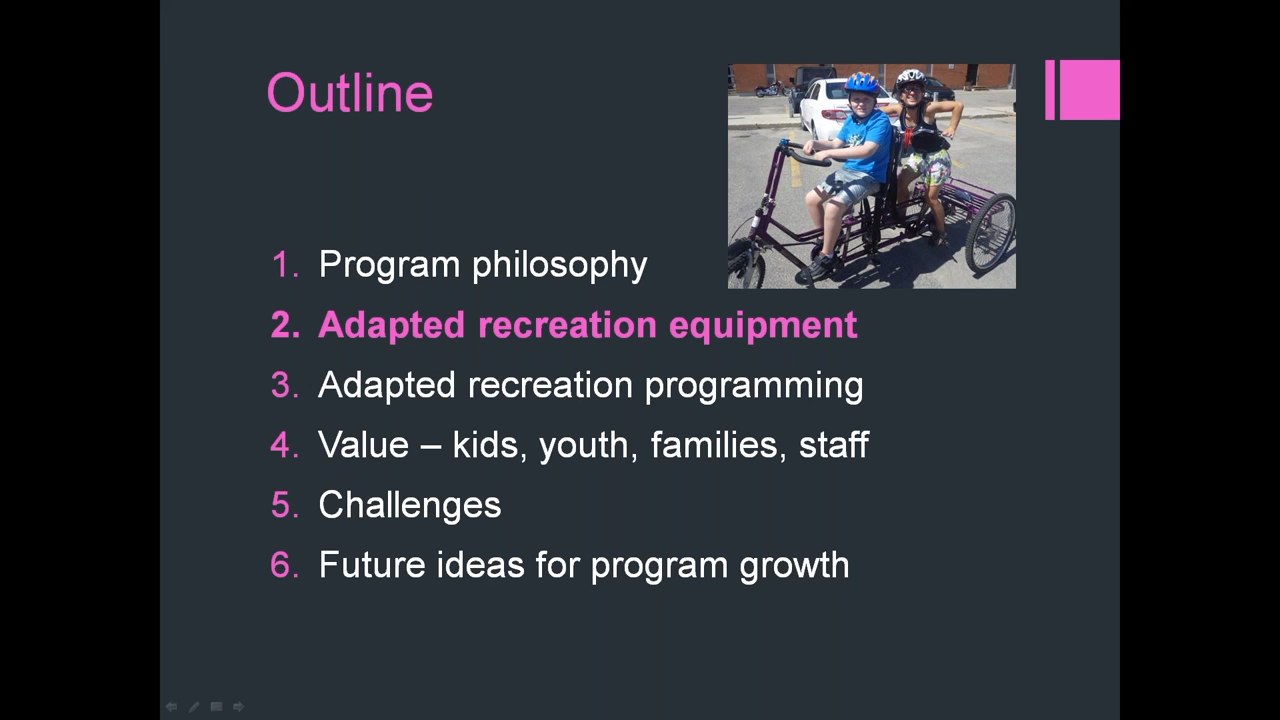 Outline
1. Program philosophy
2. Adapted recreation equipment
3. Adapted recreation programming
4. Value – kids, youth, families, staff
5. Challenges
6. Future ideas for program growth